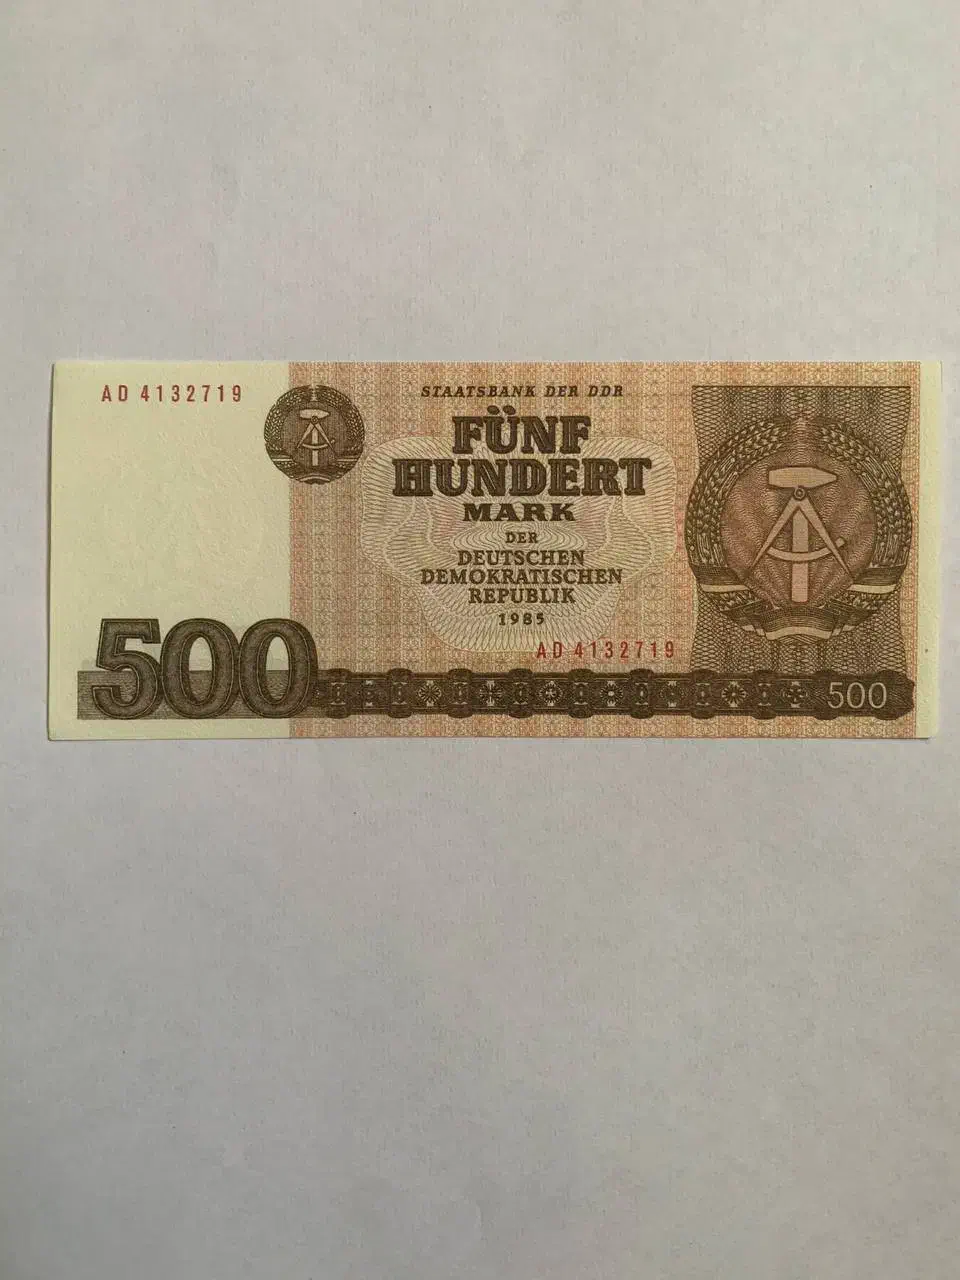 AD 4132719
STAATSBANK DER DDR
FÜNF
HUNDERT
MARK
DER
DEUTSCHEN
DEMOKRATISCHEN
REPUBLIK
1985
AD 4132719
500
500